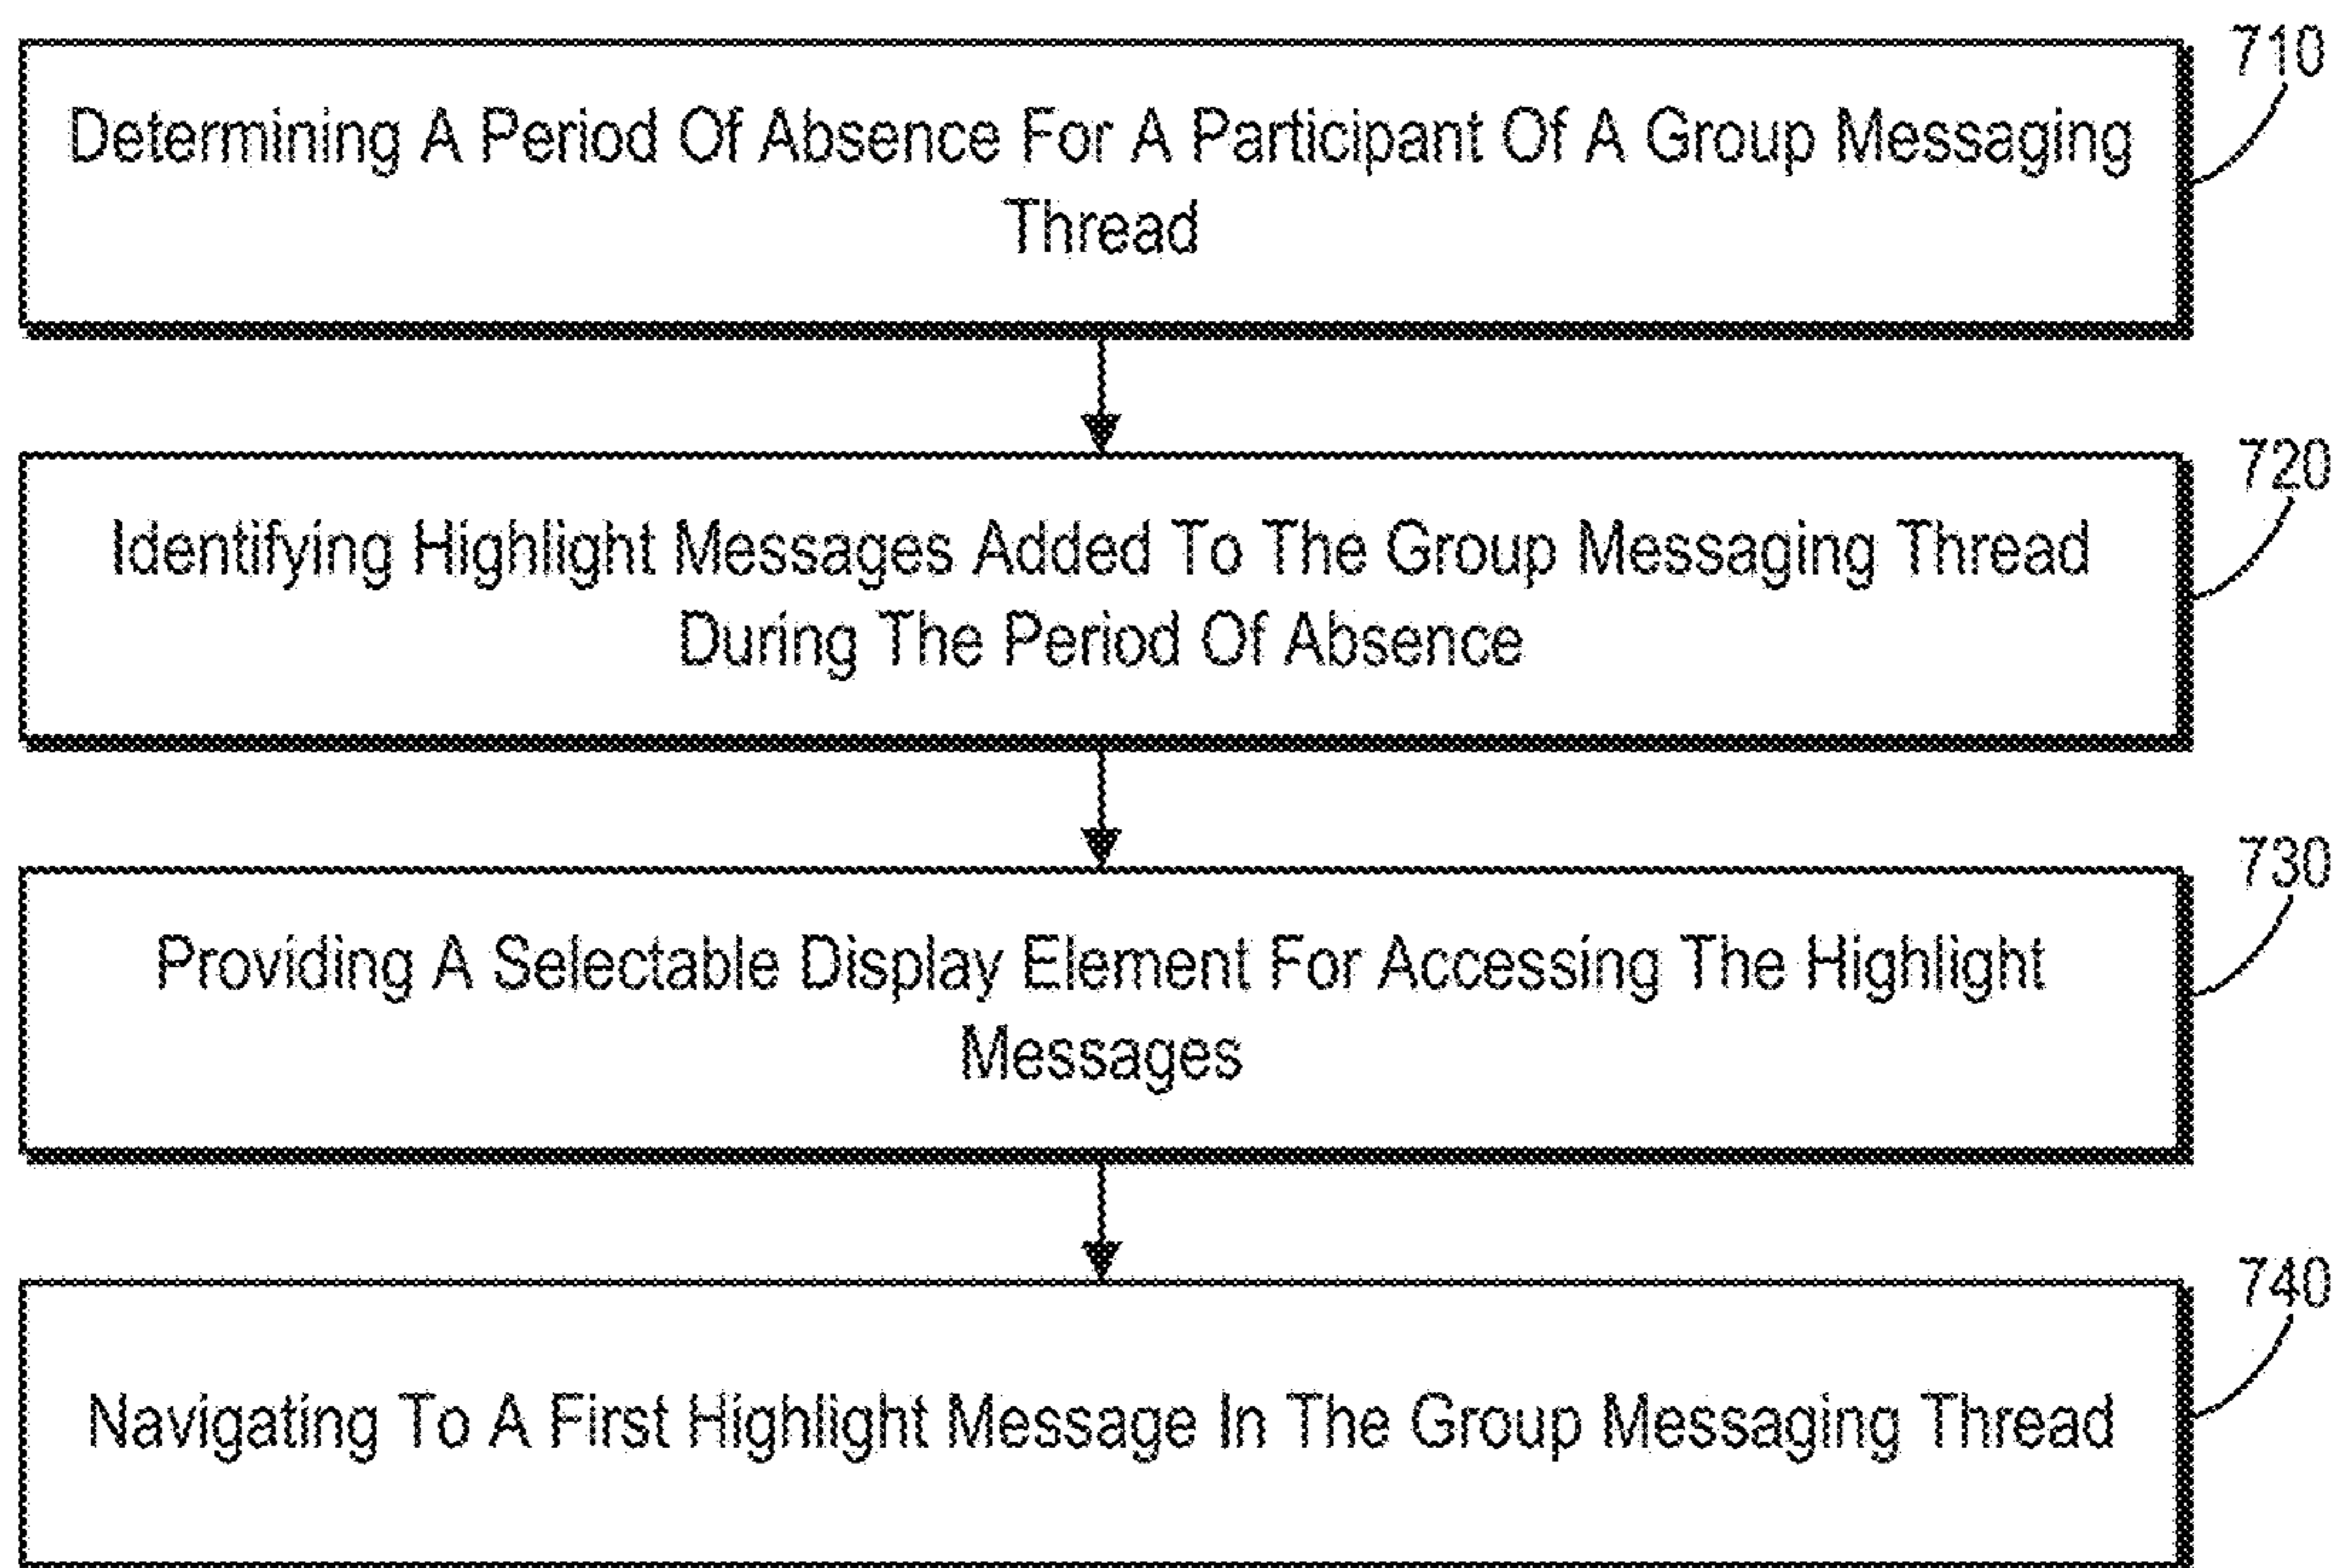 710
Determining A Period Of Absence For A Participant Of A Group Messaging
Thread
720
Identifying Highlight Messages Added To The Group Messaging Thread
During The Period Of Absence
730
Providing A Selectable Display Element For Accessing The Highlight
Messages
740
Navigating To A First Highlight Message In The Group Messaging Thread